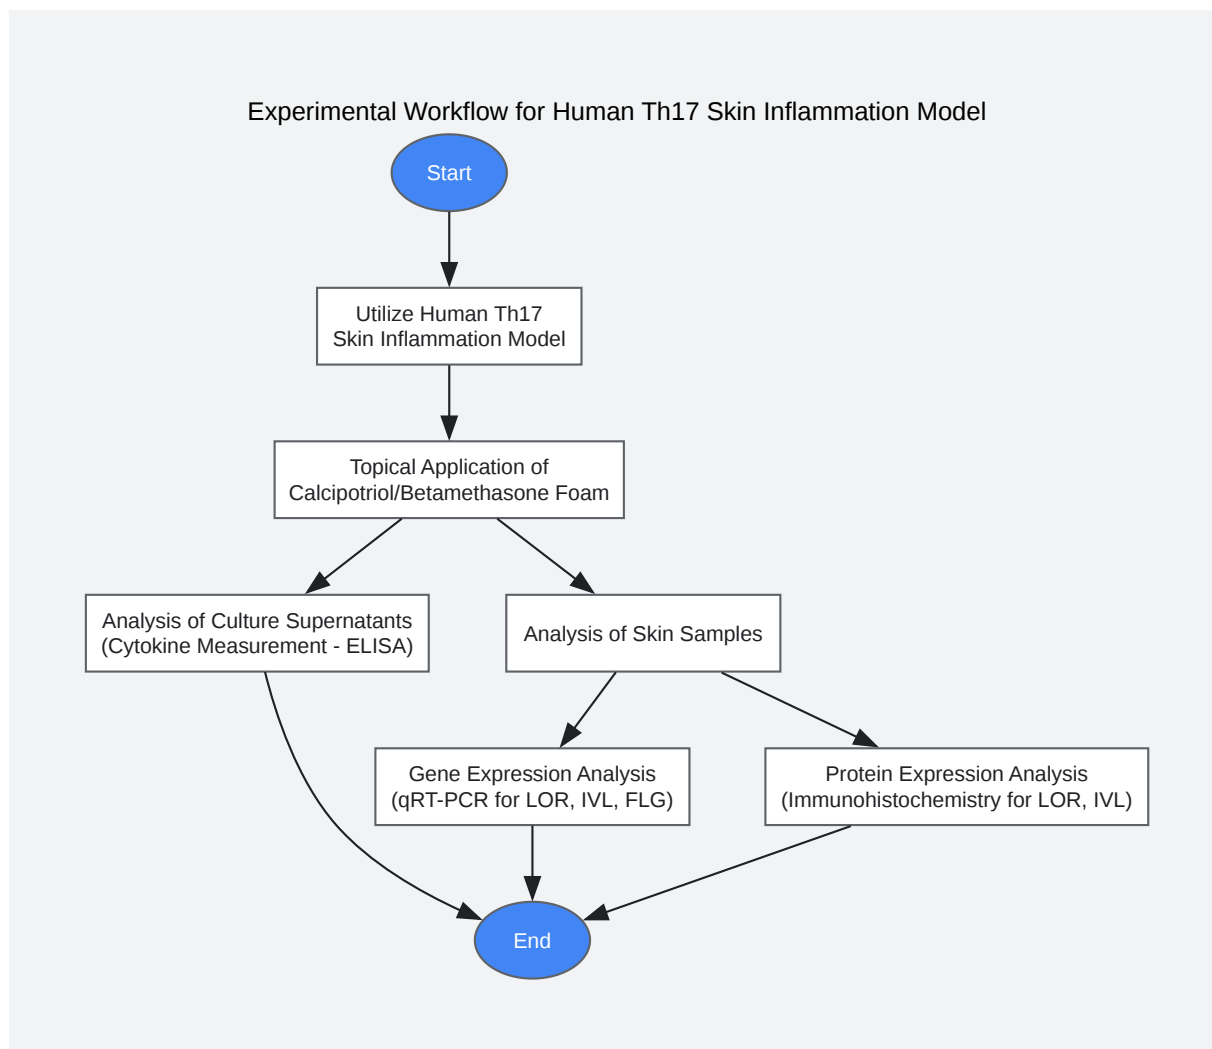 Experimental Workflow for Human Th17 Skin Inflammation Model
Start
Utilize Human Th17
Skin Inflammation Model
Topical Application of
Calcipotriol/Betamethasone Foam
Analysis of Culture Supernatants
(Cytokine Measurement - ELISA)
Analysis of Skin Samples
Gene Expression Analysis
(qRT-PCR for LOR, IVL, FLG)
Protein Expression Analysis
(Immunohistochemistry for LOR, IVL)
End